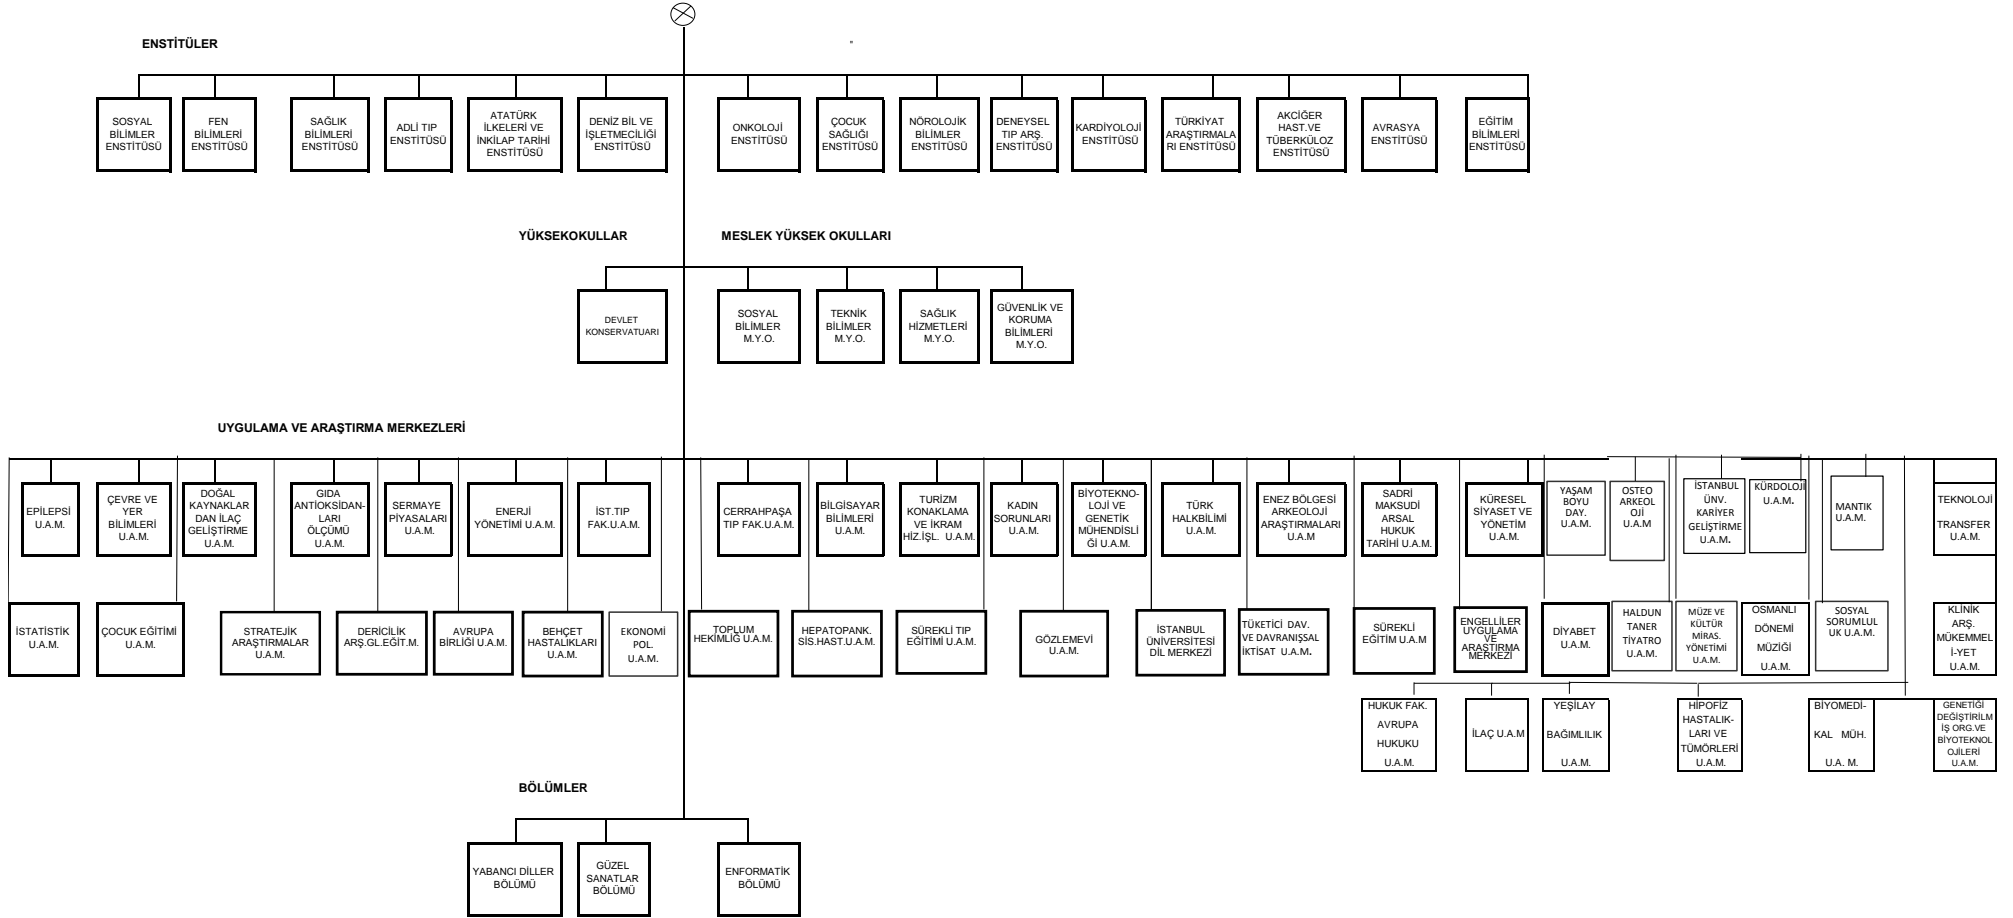 ENSTİTÜLER
SOSYAL
BİLİMLER
ENSTİTÜSÜ
FEN
BİLİMLERİ
ENSTİTÜSÜ
SAĞLIK
BİLİMLERİ
ENSTİTÜSÜ
ADLİ TIP
ENSTİTÜSÜ
ATATÜRK
İLKELERİ VE
İNKİLAP TARİHİ
ENSTİTÜSÜ
DENİZ BİL VE
İŞLETMECİLİĞİ
ENSTİTÜSÜ
ONKOLOJİ
ENSTİTÜSÜ
ÇOCUK
SAĞLIĞI
ENSTİTÜSÜ
NÖROLOJİK
BİLİMLER
ENSTİTÜSÜ
DENEYSEL
TIP ARŞ.
ENSTİTÜSÜ
KARDİYOLOJİ
ENSTİTÜSÜ
TÜRKİYAT
ARAŞTIRMALA
RI ENSTİTÜSÜ
AKCİĞER
HAST.VE
TÜBERKÜLOZ
ENSTİTÜSÜ
AVRASYA
ENSTİTÜSÜ
EĞİTİM
BİLİMLERİ
ENSTİTÜSÜ
YÜKSEKOKULLAR
MESLEK YÜKSEK OKULLARI
DEVLET
KONSERVATUARI
SOSYAL
BİLİMLER
M.Y.O.
TEKNİK
BİLİMLER
M.Y.O.
SAĞLIK
HİZMETLERİ
M.Y.O.
GÜVENLİK VE
KORUMA
BİLİMLERİ
M.Y.O.
UYGULAMA VE ARAŞTIRMA MERKEZLERİ
EPİLEPSİ
U.A.M.
ÇEVRE VE
YER
BİLİMLERİ
U.A.M.
DOĞAL
KAYNAKLAR
DAN İLAÇ
GELİŞTİRME
U.A.M.
GIDA
ANTİOKSİDAN-
LARI
ÖLÇÜMÜ
U.A.M.
SERMAYE
PİYASALARI
U.A.M.
ENERJİ
YÖNETİMİ U.A.M.
İST.TIP
FAK.U.A.M.
CERRAHPAŞA
TIP FAK.U.A.M.
BİLGİSAYAR
BİLİMLERİ
U.A.M.
TURİZM
KONAKLAMA
VE İKRAM
HİZ.İŞL. U.A.M.
KADIN
SORUNLARI
U.A.M.
BİYOTEKNO-
LOJİ VE
GENETİK
MÜHENDİSLİ
Ğİ U.A.M.
TÜRK
HALKBİLİMİ
U.A.M.
ENEZ BÖLGESİ
ARKEOLOJİ
ARAŞTIRMALARI
U.A.M
SADRİ
MAKSUDİ
ARSAL
HUKUK
TARİHİ U.A.M.
KÜRESEL
SİYASET VE
YÖNETİM
U.A.M.
YAŞAM
BOYU
DAY.
U.A.M.
OSTEO
ARKEOL
OJİ
U.A.M
İSTANBUL
ÜNV.
KARİYER
GELİŞTİRME
U.A.M.
KÜRDOLOJİ
U.A.M.
MANTIK
U.A.M.
TEKNOLOJİ
TRANSFER
U.A.M.
İSTATİSTİK
U.A.M.
ÇOCUK EĞİTİMİ
U.A.M.
STRATEJİK
ARAŞTIRMALAR
U.A.M.
DERİCİLİK
ARŞ.GL.EĞİT.M.
AVRUPA
BİRLİĞİ U.A.M.
BEHÇET
HASTALIKLARI
U.A.M.
EKONOMİ
POL.
U.A.M.
TOPLUM
HEKİMLİĞ U.A.M.
HEPATOPANK.
SİS.HAST.U.A.M.
SÜREKLİ TIP
EĞİTİMİ U.A.M.
GÖZLEMEVİ
U.A.M.
İSTANBUL
ÜNİVERSİTESİ
DİL MERKEZİ
TÜKETİCİ DAV.
VE DAVRANIŞSAL
İKTİSAT U.A.M.
SÜREKLİ
EĞİTİM U.A.M
ENGELLİLER
UYGULAMA
VE
ARAŞTIRMA
MERKEZİ
DİYABET
U.A.M.
HALDUN
TANER
TİYATRO
U.A.M.
MÜZE VE
KÜLTÜR
MİRAS.
YÖNETİMİ
U.A.M.
OSMANLI
DÖNEMİ
MÜZİĞİ
U.A.M.
SOSYAL
SORUMLUL
UK U.A.M.
KLİNİK
ARŞ.
MÜKEMMEL
İ-YET
U.A.M.
HUKUK FAK.
AVRUPA
HUKUKU
U.A.M.
İLAÇ U.A.M
YEŞİLAY
BAĞIMLILIK
U.A.M.
HİPOFİZ
HASTALIK-
LARI VE
TÜMÖRLERİ
U.A.M.
BİYOMEDİ-
KAL MÜH.
U.A. M.
GENETİĞİ
DEĞİŞTİRİLM
İŞ ORG.VE
BİYOTEKNOL
OJİLERİ
U.A.M.
BÖLÜMLER
YABANCI DİLLER
BÖLÜMÜ
GÜZEL
SANATLAR
BÖLÜMÜ
ENFORMATİK
BÖLÜMÜ